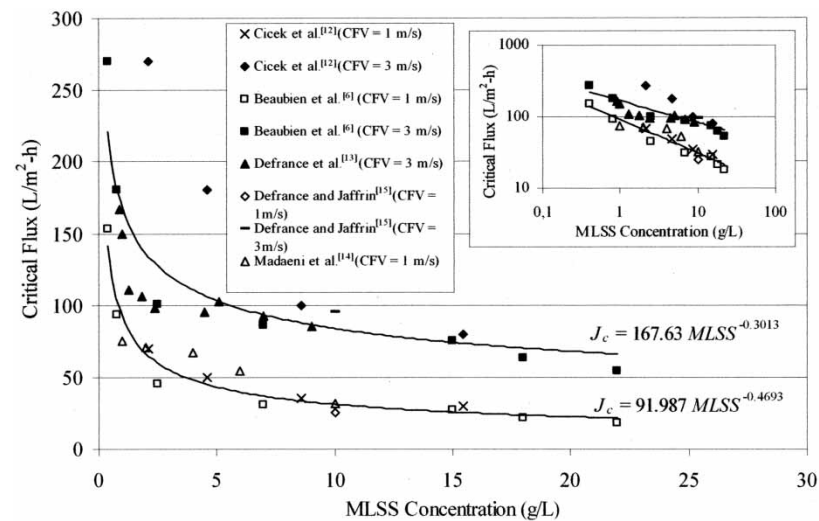 300
250
200
150
100
50
0
Critical Flux (L/m²-h)
0
5
10
15
20
25
30
MLSS Concentration (g/L)
Cicek et al.[12](CFV = 1 m/s)
Cicek et al.[12](CFV = 3 m/s)
Beaubien et al.[6] (CFV = 1 m/s)
Beaubien et al.[6] (CFV = 3 m/s)
Defrance et al.[13](CFV = 3 m/s)
Defrance and Jaffrin[15](CFV =
1m/s)
Defrance and Jaffrin[15](CFV =
3m/s)
Madaeni et al.[14](CFV = 1 m/s)
1000
100
10
Critical Flux (L/m²-h)
0,1
1
10
100
MLSS Concentration (g/L)
Jc = 167.63 MLSS^-0.3013
Jc = 91.987 MLSS^-0.4693